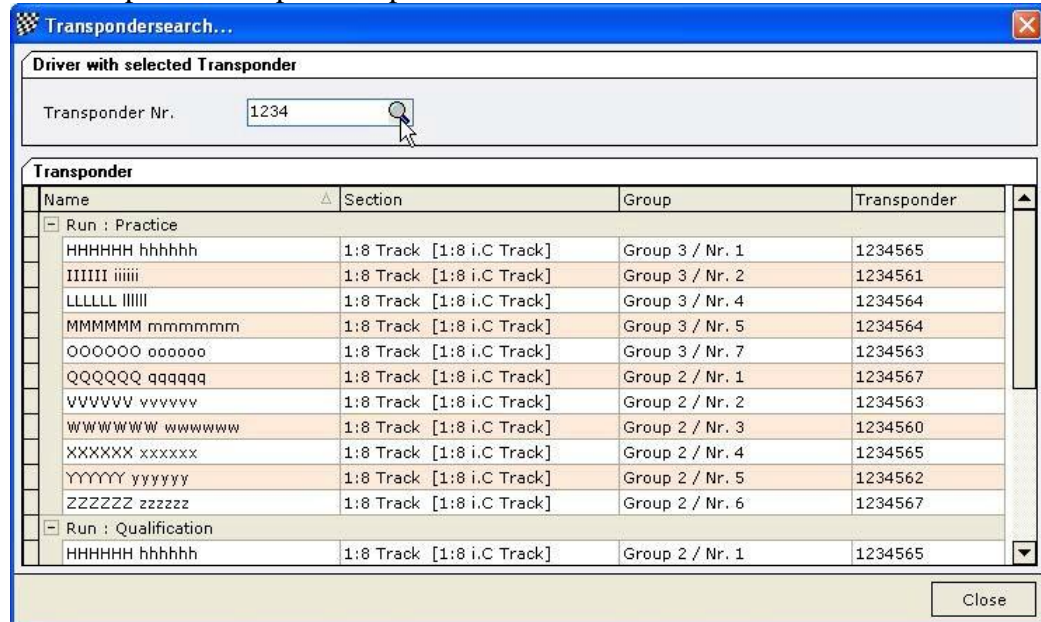 Transpondersearch...
Driver with selected Transponder
Transponder Nr. 1234
Transponder
Name Section Group Transponder
Run : Practice
HHHHHH hhhhhh 1:8 Track [1:8 i.C Track] Group 3 / Nr. 1 1234565
IIIIII iiiiii 1:8 Track [1:8 i.C Track] Group 3 / Nr. 2 1234561
LLLLLL llllll 1:8 Track [1:8 i.C Track] Group 3 / Nr. 4 1234564
MMMMMM mmmmmm 1:8 Track [1:8 i.C Track] Group 3 / Nr. 5 1234564
OOOOOO oooooo 1:8 Track [1:8 i.C Track] Group 3 / Nr. 7 1234563
QQQQQQ qqqqqq 1:8 Track [1:8 i.C Track] Group 2 / Nr. 1 1234567
VVVVVV vvvvvv 1:8 Track [1:8 i.C Track] Group 2 / Nr. 2 1234563
WWWWWW wwwwww 1:8 Track [1:8 i.C Track] Group 2 / Nr. 3 1234560
XXXXXX xxxxxx 1:8 Track [1:8 i.C Track] Group 2 / Nr. 4 1234565
YYYYYY yyyyyy 1:8 Track [1:8 i.C Track] Group 2 / Nr. 5 1234562
ZZZZZZ zzzzzz 1:8 Track [1:8 i.C Track] Group 2 / Nr. 6 1234567
Run : Qualification
HHHHHH hhhhhh 1:8 Track [1:8 i.C Track] Group 2 / Nr. 1 1234565
Close